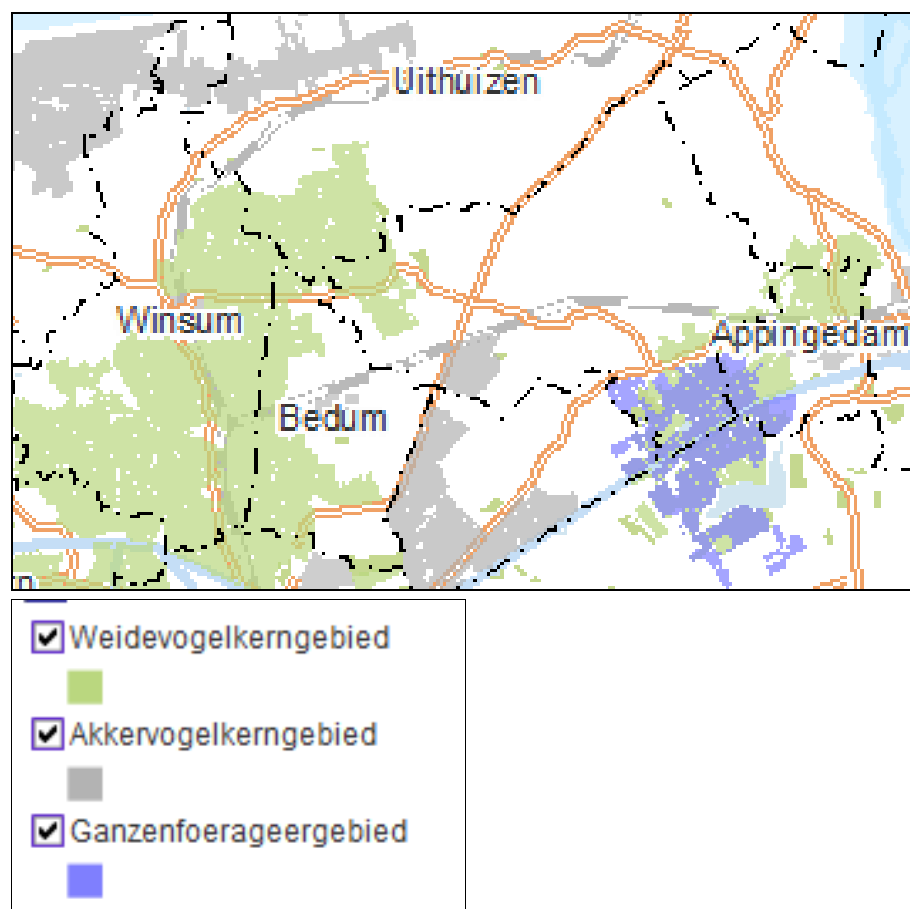 Uithuizen
Winsum
Appingedam
Bedum
n
Weidevogelkerngebied
Akkervogelkerngebied
Ganzenfoerageergebied